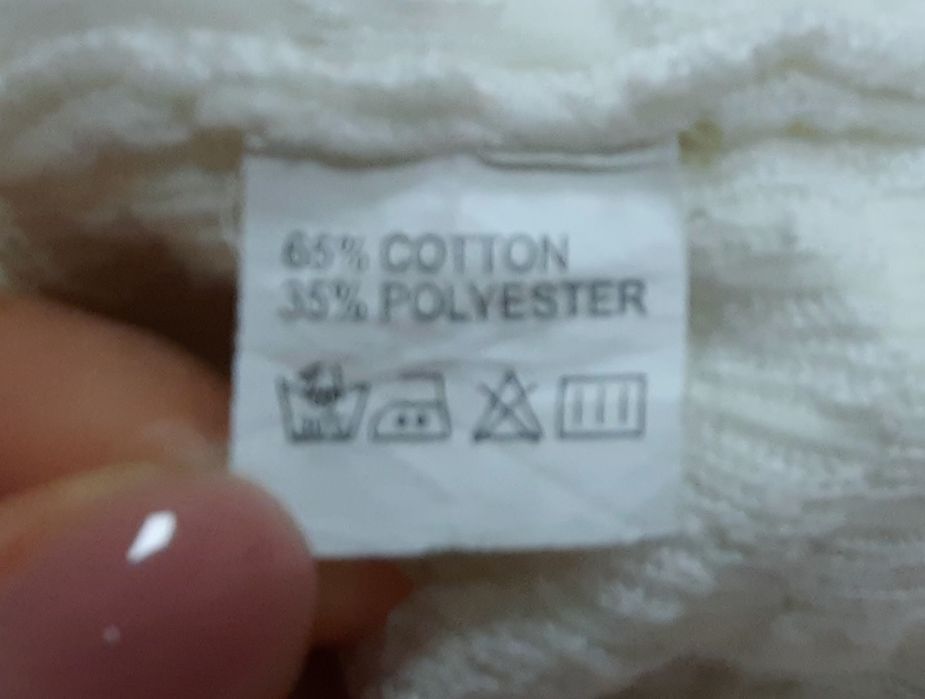 65% COTTON
35% POLYESTER